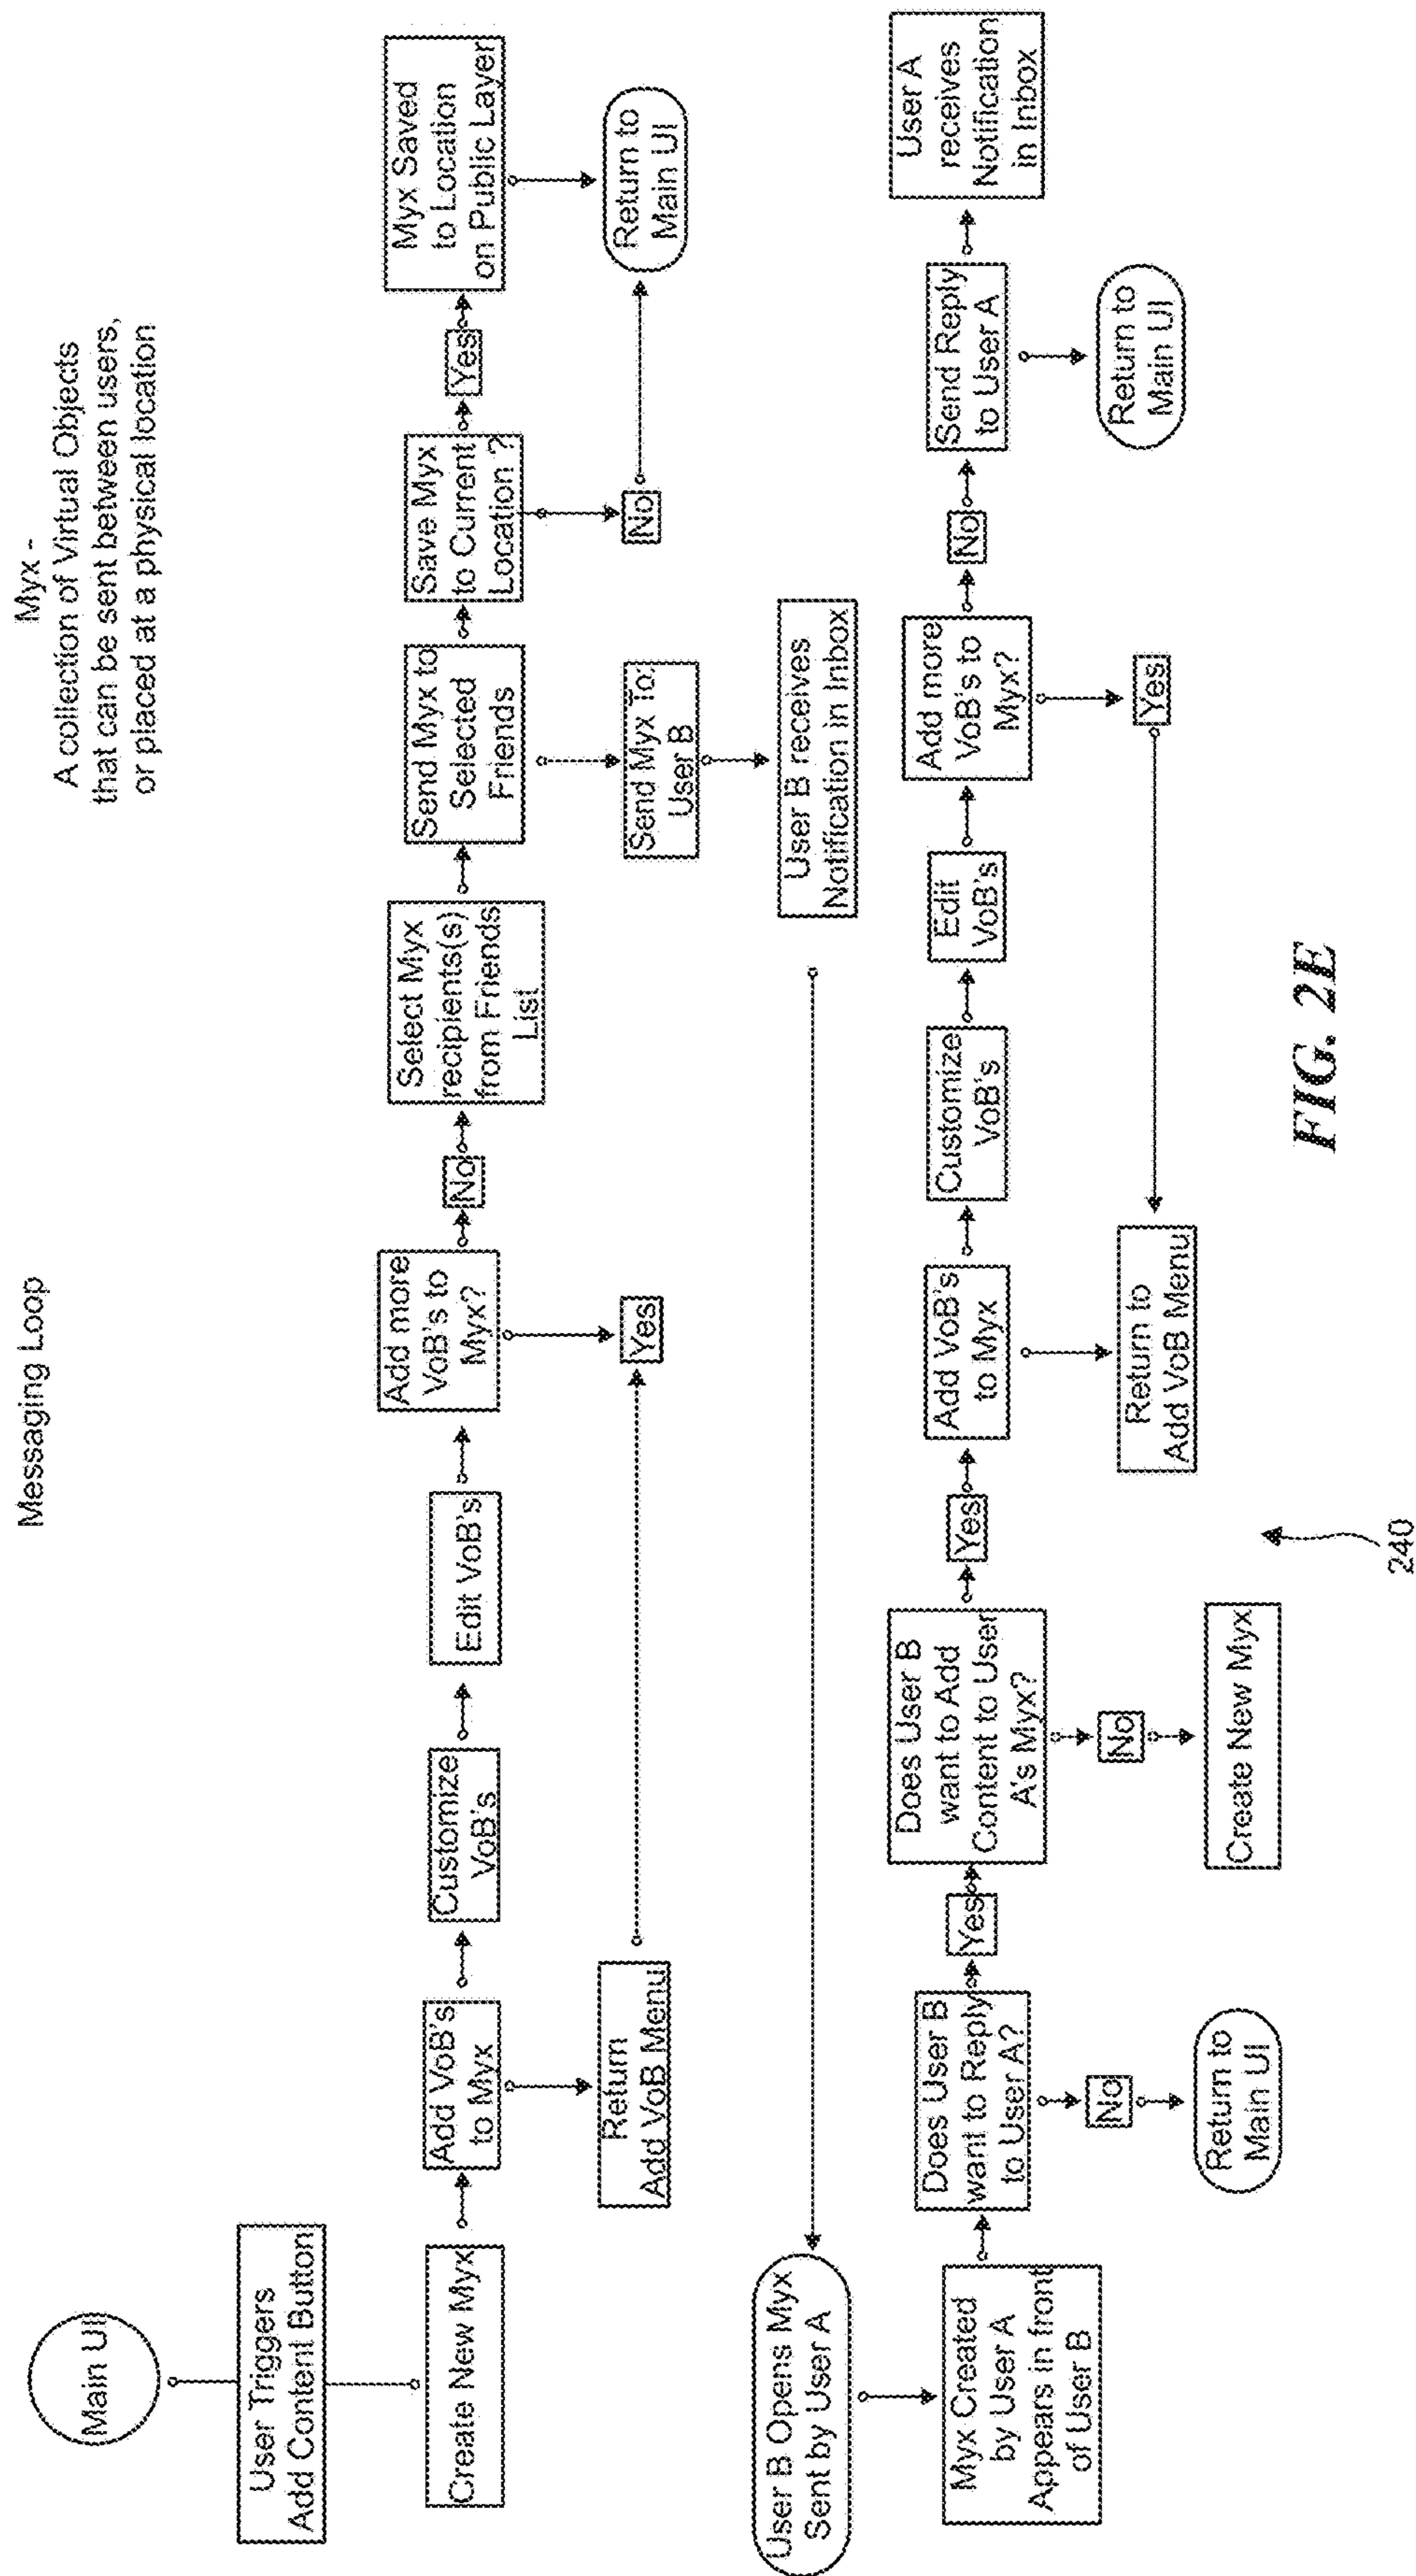 Messaging Loop
Myx -
A collection of Virtual Objects
that can be sent between users,
or placed at a physical location
Main UI
User Triggers
Add Content Button
Create New Myx
Add VoB's
to Myx
Return
Add VoB Menu
Customize
VoB's
Edit VoB's
Add more
VoB's to
Myx?
Yes
No
Select Myx
recipients(s)
from Friends
List
Send Myx to
Selected
Friends
Send Myx To:
User B
User B receives
Notification in Inbox
Save Myx
to Current
Location ?
No
Yes
Myx Saved
to Location
on Public Layer
Return to
Main UI
User B Opens Myx
Sent by User A
Myx Created
by User A
Appears in front
of User B
Does User B
want to Reply
to User A?
No
Return to
Main UI
Yes
Does User B
want to Add
Content to User
A's Myx?
No
Create New Myx
Yes
Add VoB's
to Myx
Return to
Add VoB Menu
Customize
VoB's
Edit
VoB's
Add more
VoB's to
Myx?
Yes
No
Send Reply
to User A
Return to
Main UI
User A
receives
Notification
in Inbox
240
FIG. 2E